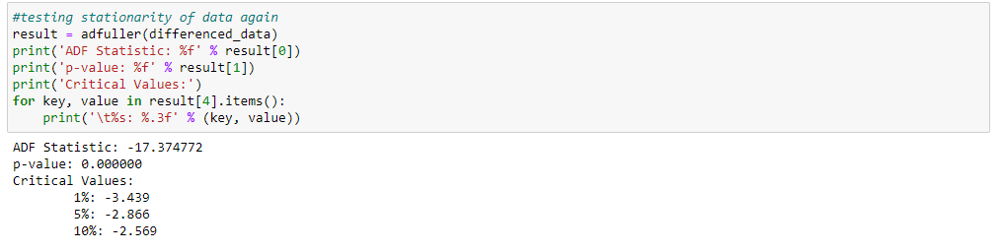 #testing stationarity of data again
result = adfuller(differenced_data)
print('ADF Statistic: %f' % result[0])
print('p-value: %f' % result[1])
print('Critical Values:')
for key, value in result[4].items():
    print('\t%s: %.3f' % (key, value))
ADF Statistic: -17.374772
p-value: 0.000000
Critical Values:
        1%: -3.439
        5%: -2.866
        10%: -2.569